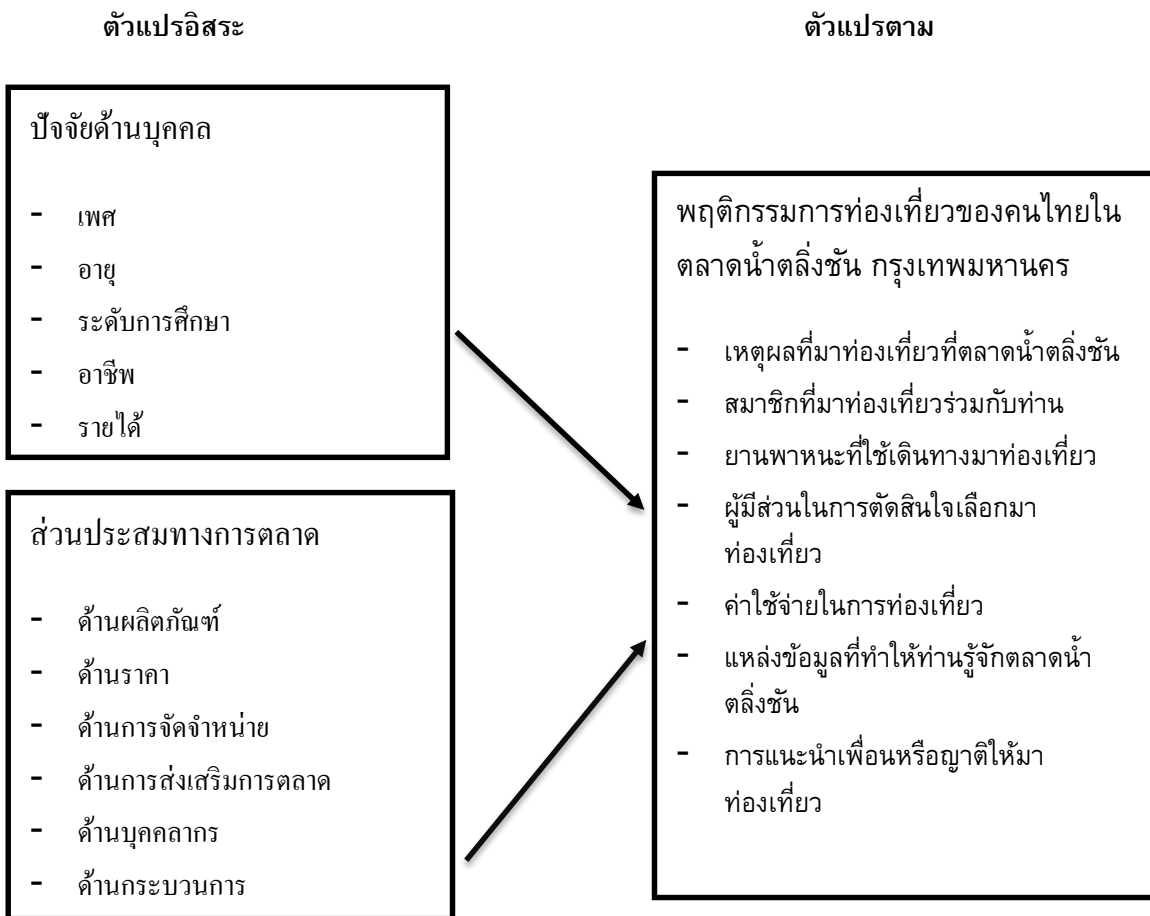 ตัวแปรอิสระ
ตัวแปรตาม
ปัจจัยด้านบุคคล
- เพศ
- อายุ
- ระดับการศึกษา
- อาชีพ
- รายได้
ส่วนประสมทางการตลาด
- ด้านผลิตภัณฑ์
- ด้านราคา
- ด้านการจัดจำหน่าย
- ด้านการส่งเสริมการตลาด
- ด้านบุคคลากร
- ด้านกระบวนการ
พฤติกรรมการท่องเที่ยวของคนไทยใน
ตลาดน้ำตลิ่งชัน กรุงเทพมหานคร
- เหตุผลที่มาท่องเที่ยวที่ตลาดน้ำตลิ่งชัน
- สมาชิกที่มาท่องเที่ยวร่วมกับท่าน
- ยานพาหนะที่ใช้เดินทางมาท่องเที่ยว
- ผู้มีส่วนในการตัดสินใจเลือกมา
ท่องเที่ยว
- ค่าใช้จ่ายในการท่องเที่ยว
- แหล่งข้อมูลที่ทำให้ท่านรู้จักตลาดน้ำ
ตลิ่งชัน
- การแนะนำเพื่อนหรือญาติให้มา
ท่องเที่ยว